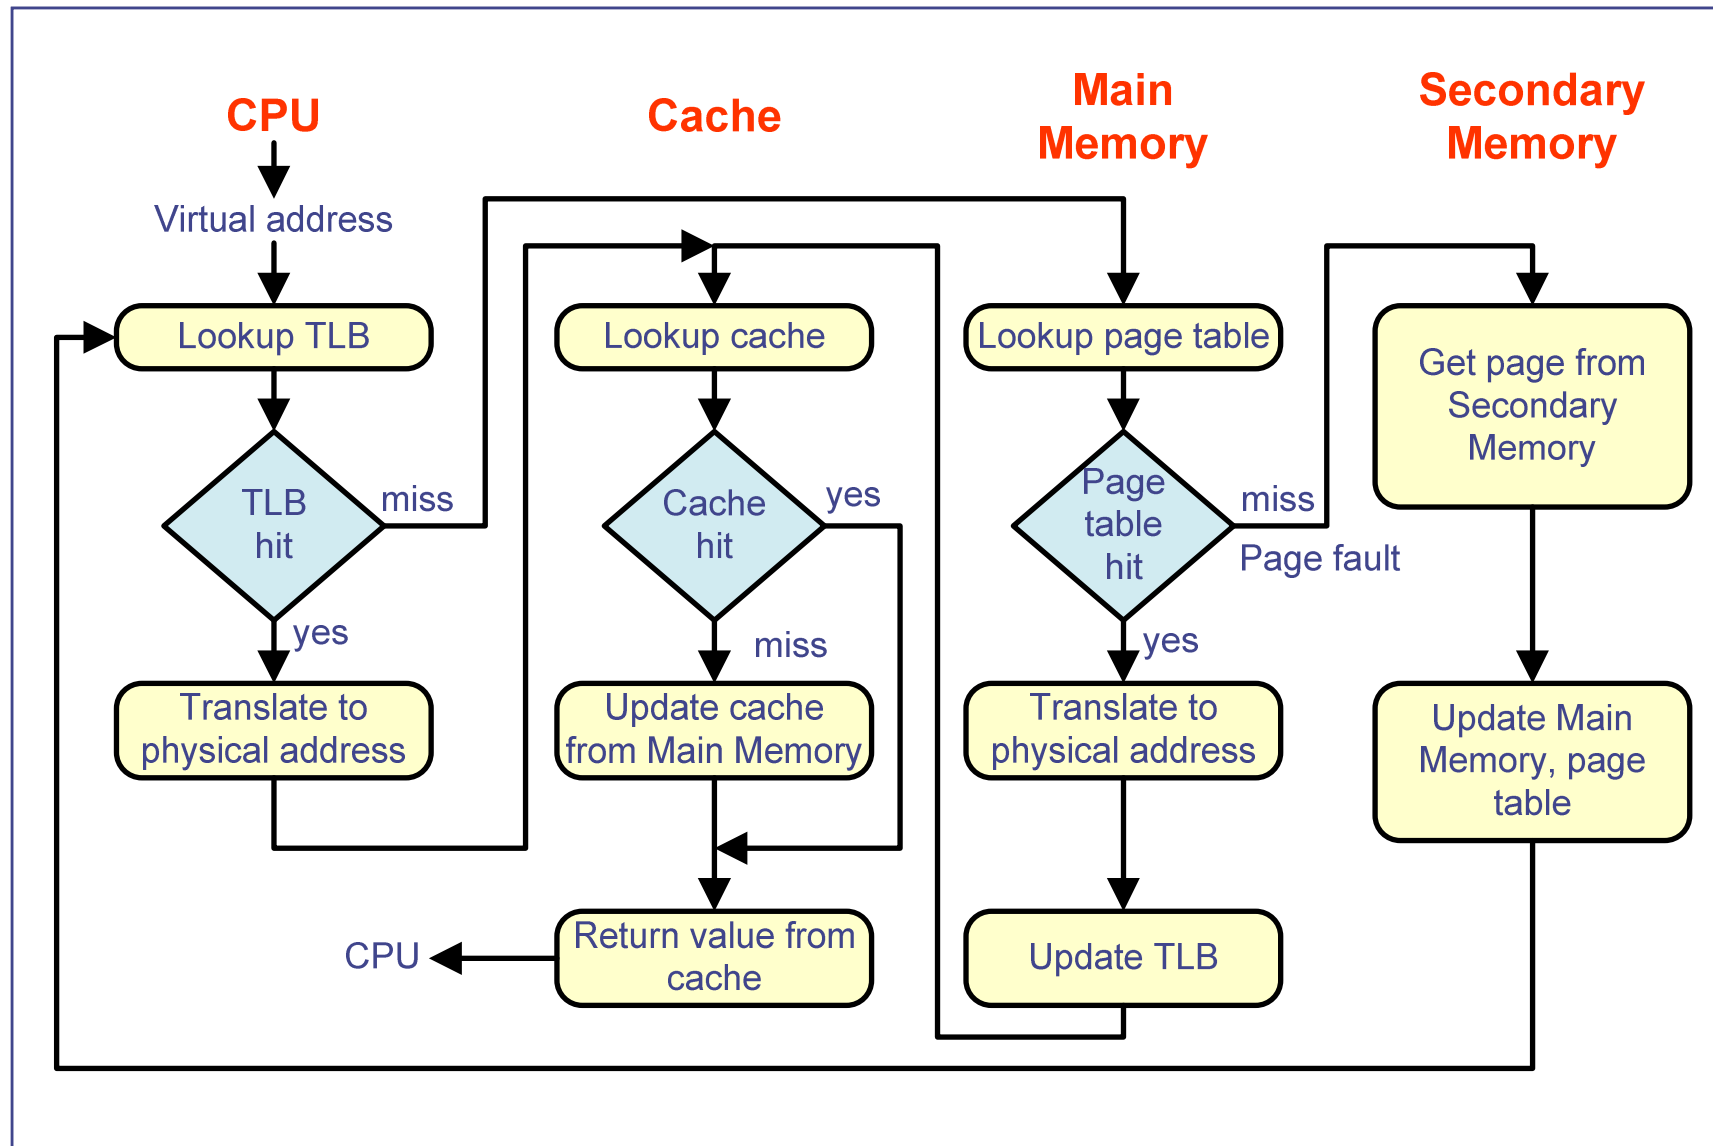 CPU
Cache
Main
Memory
Secondary
Memory
Virtual address
Lookup TLB
TLB
hit
miss
yes
Translate to
physical address
Lookup cache
Cache
hit
yes
miss
Update cache
from Main Memory
Return value from
cache
CPU
Lookup page table
Page
table
hit
miss
Page fault
yes
Translate to
physical address
Update TLB
Get page from
Secondary
Memory
Update Main
Memory, page
table